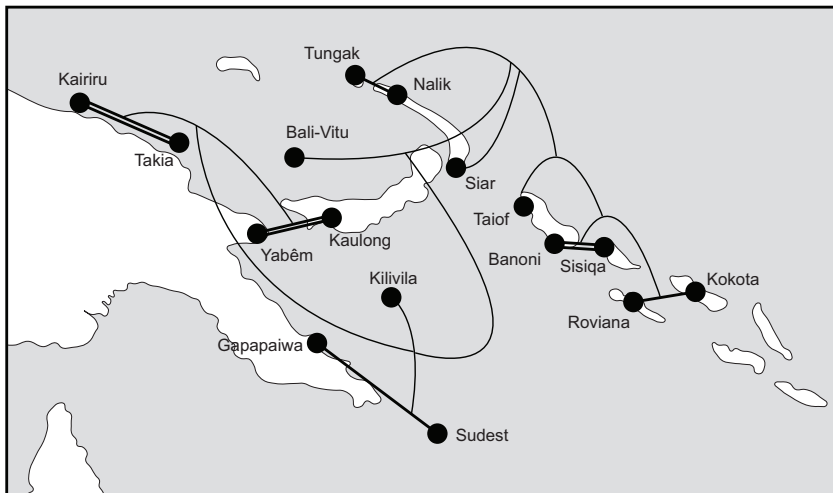 Tungak
Kairiru
Nalik
Bali-Vitu
Takia
Siar
Taiof
Kaulong
Yabêm
Banoni
Sisiqa
Kilivila
Kokota
Roviana
Gapapaiwa
Sudest